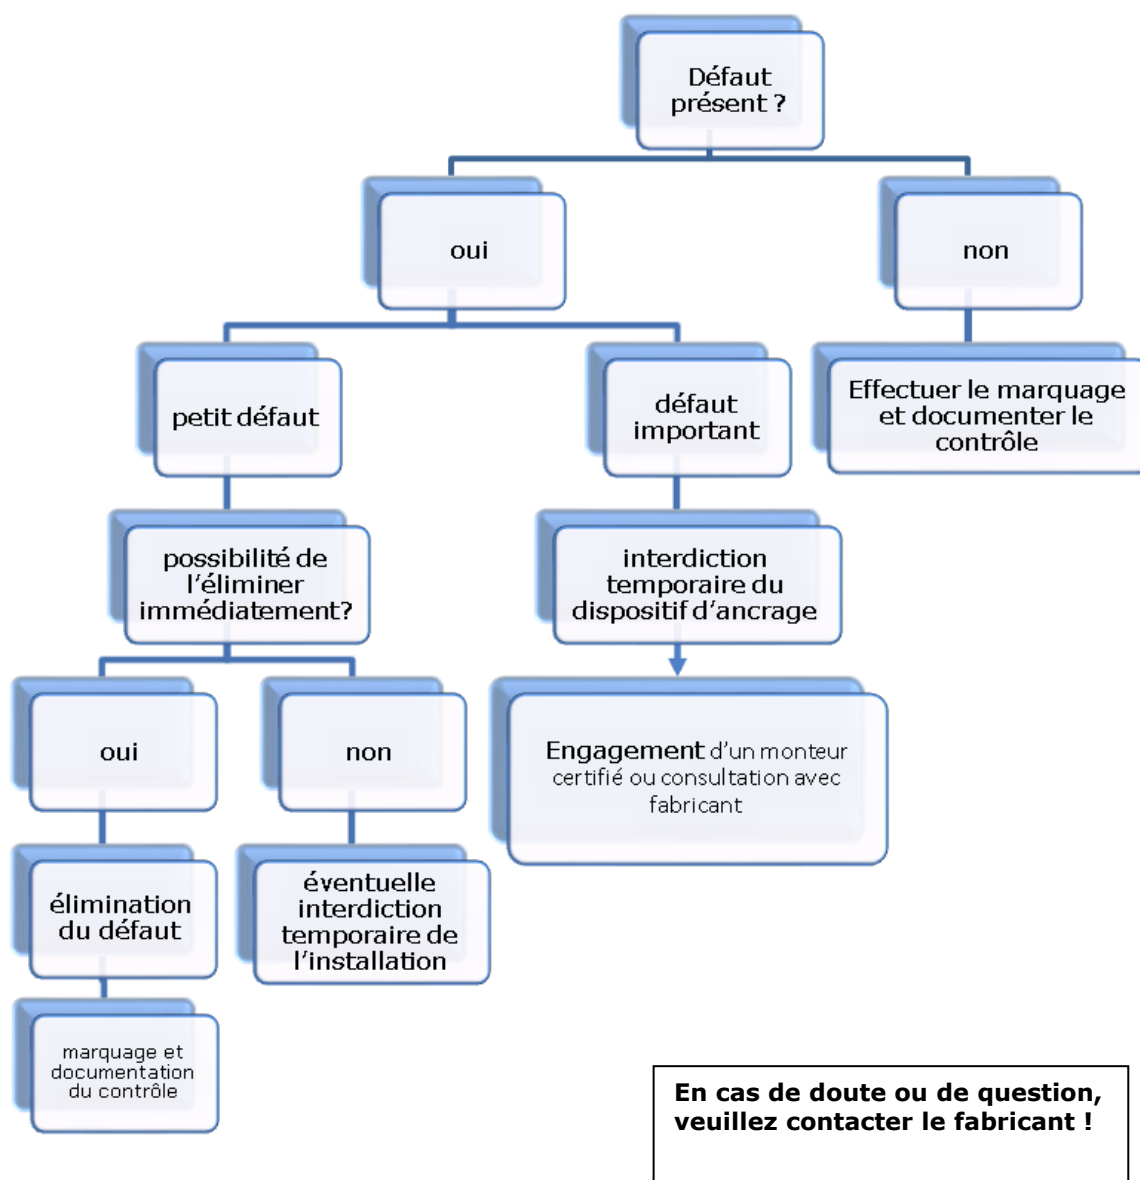 Défaut
présent ?
oui
non
petit défaut
défaut
important
Effectuer le marquage
et documenter le
contrôle
possibilité de
l'éliminer
immédiatement?
interdiction
temporaire du
dispositif d'ancrage
oui
non
Engagement d'un monteur
certifié ou consultation avec
fabricant
élimination
du défaut
éventuelle
interdiction
temporaire de
l'installation
marquage et
documentation
du contrôle
En cas de doute ou de question,
veuillez contacter le fabricant !